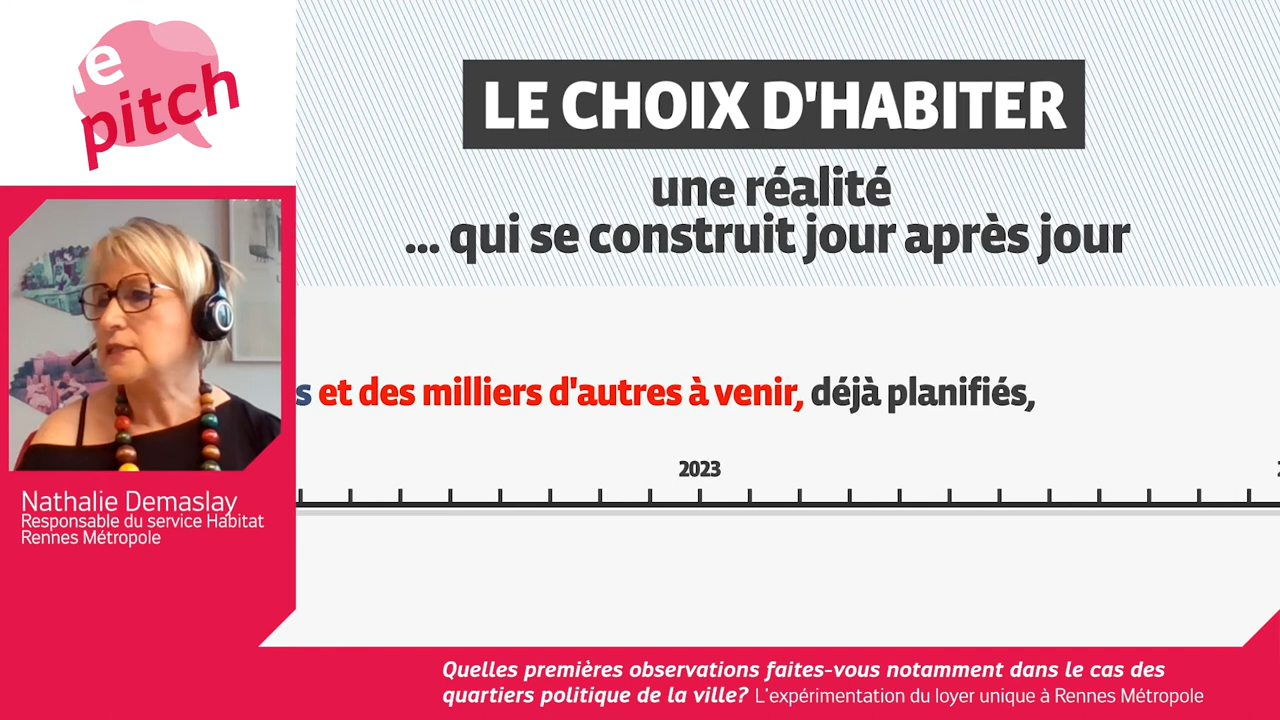 le
pitch
LE CHOIX D'HABITER
une réalité
... qui se construit jour après jour
s et des milliers d'autres à venir, déjà planifiés,
2023
Nathalie Demaslay
Responsable du service Habitat
Rennes Métropole
Quelles premières observations faites-vous notamment dans le cas des
quartiers politique de la ville? L'expérimentation du loyer unique à Rennes Métropole